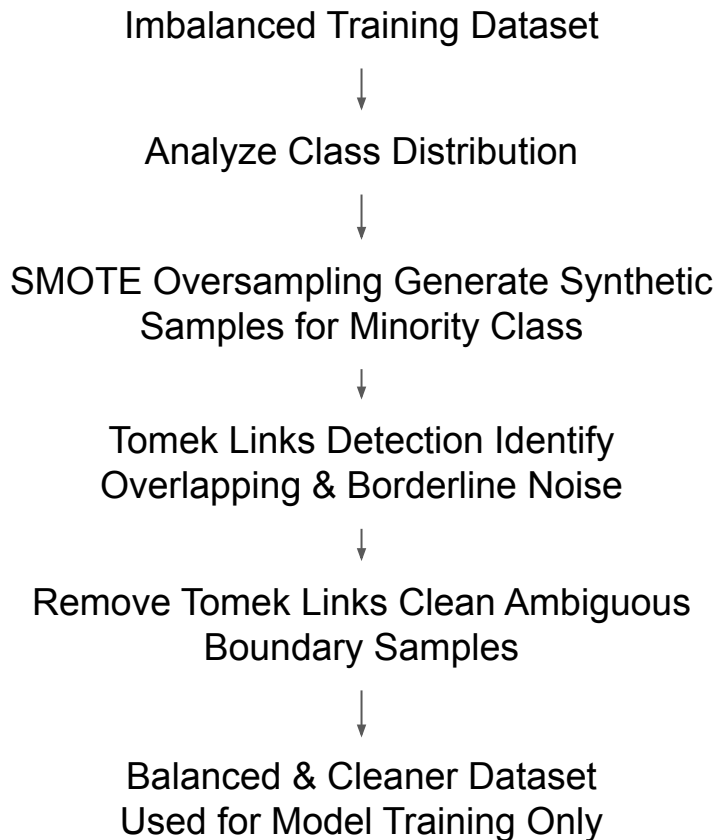 Imbalanced Training Dataset
Analyze Class Distribution
SMOTE Oversampling Generate Synthetic
Samples for Minority Class
Tomek Links Detection Identify
Overlapping & Borderline Noise
Remove Tomek Links Clean Ambiguous
Boundary Samples
Balanced & Cleaner Dataset
Used for Model Training Only